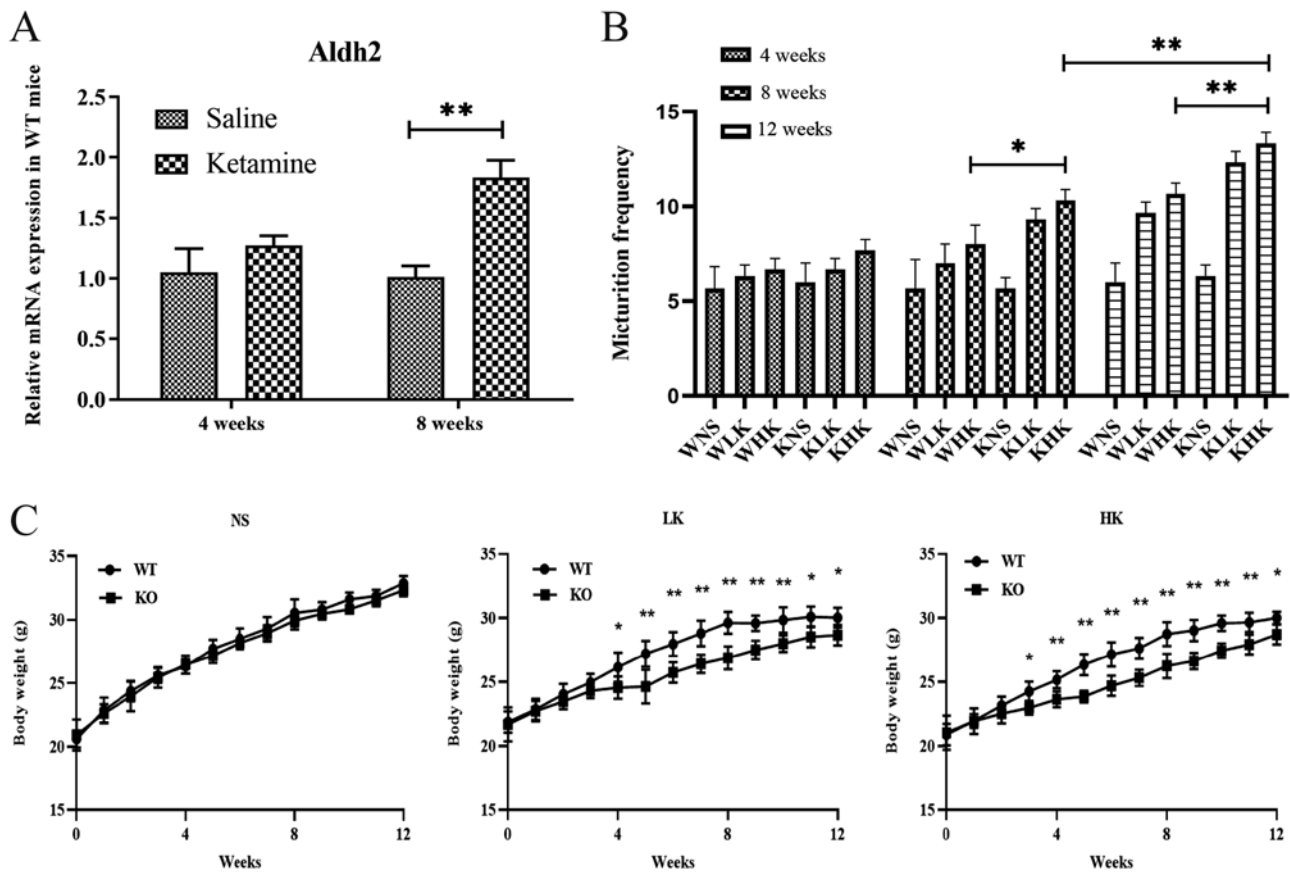 A
Aldh2
Relative mRNA expression in WT mice
2.5
2.0
1.5
1.0
0.5
0.0
Saline
Ketamine
**
4 weeks
8 weeks
B
4 weeks
8 weeks
12 weeks
**
**
*
Micturition frequency
15
10
5
0
WNS WLK WHK KNS KLK KHK
WNS WLK WHK KNS KLK KHK
WNS WLK WHK KNS KLK KHK
C
NS
Body weight (g)
35
30
25
20
15
WT
KO
0 4 8 12
Weeks
LK
Body weight (g)
35
30
25
20
15
WT
KO
* ** ** ** ** ** ** * *
0 4 8 12
Weeks
HK
Body weight (g)
35
30
25
20
15
WT
KO
* ** ** ** ** ** ** ** ** *
0 4 8 12
Weeks